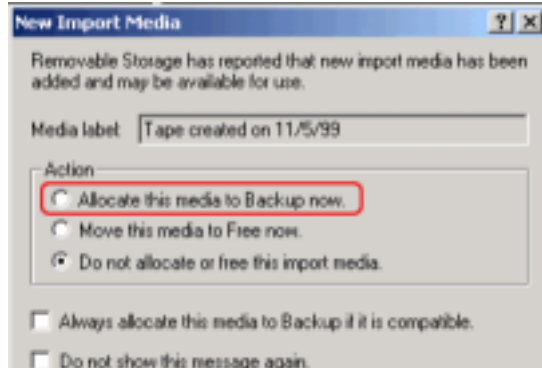 New Import Media
Removable Storage has reported that new import media has been
added and may be available for use.
Media label: Tape created on 11/5/99
Action
Allocate this media to Backup now.
Move this media to Free now.
Do not allocate or free this import media.
Always allocate this media to Backup if it is compatible.
Do not show this message again.